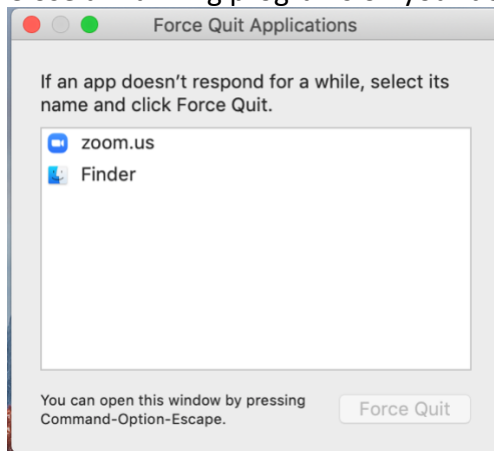 Force Quit Applications
If an app doesn’t respond for a while, select its
name and click Force Quit.
zoom.us
Finder
You can open this window by pressing
Command-Option-Escape.
Force Quit